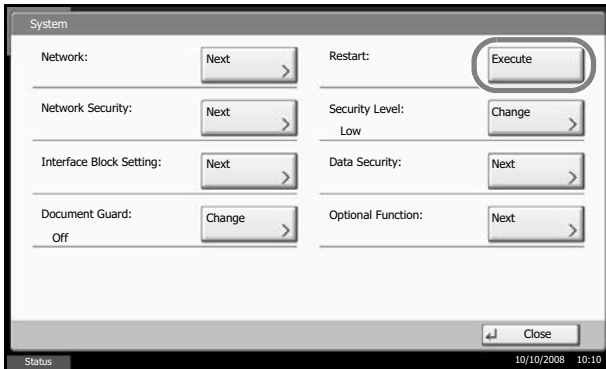 System
Network:
Next
Restart:
Execute
Network Security:
Next
Security Level:
Low
Change
Interface Block Setting:
Next
Data Security:
Next
Document Guard:
Off
Change
Optional Function:
Next
Close
Status
10/10/2008 10:10